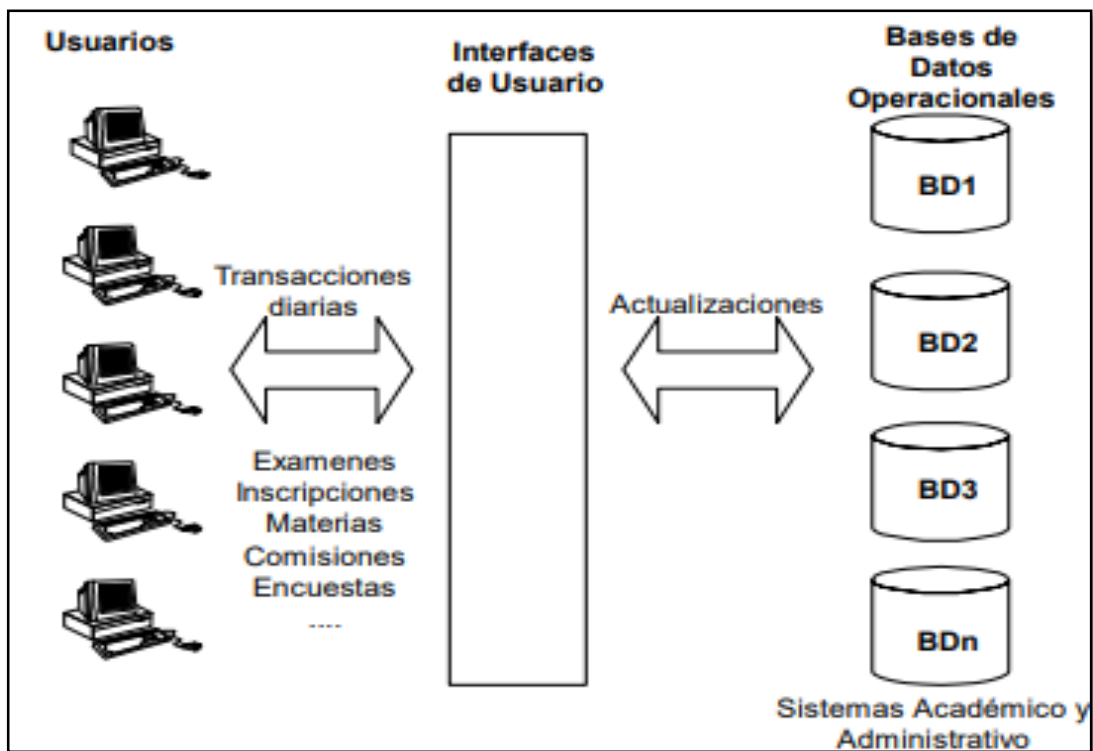 Usuarios
Interfaces
de Usuario
Bases de
Datos
Operacionales
Transacciones
diarias
Examenes
Inscripciones
Materias
Comisiones
Encuestas
....
Actualizaciones
BD1
BD2
BD3
BDn
Sistemas Académico y
Administrativo